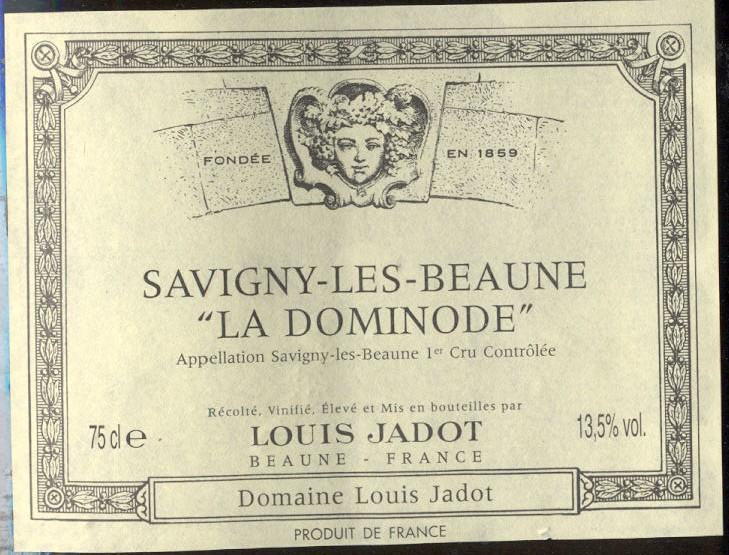 FONDÉE EN 1859
SAVIGNY-LES-BEAUNE
"LA DOMINODE"
Appellation Savigny-les-Beaune 1er Cru Contrôlée
Récolté, Vinifié, Élevé et Mis en bouteilles par
75 cl e LOUIS JADOT 13,5% vol.
BEAUNE - FRANCE
Domaine Louis Jadot
PRODUIT DE FRANCE